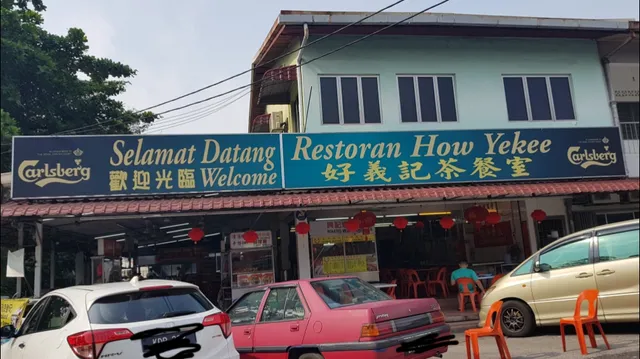 Carlsberg
Selamat Datang
歡迎光臨 Welcome
Restoran How Yekee
好義記茶餐室
Carlsberg